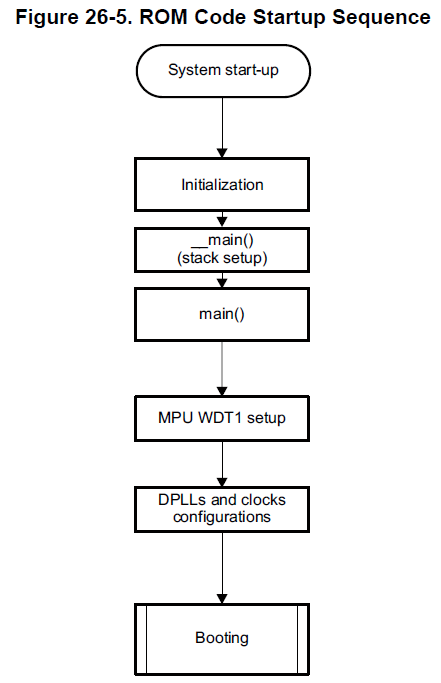 Figure 26-5. ROM Code Startup Sequence
System start-up
Initialization
__main()
(stack setup)
main()
MPU WDT1 setup
DPLLs and clocks
configurations
Booting